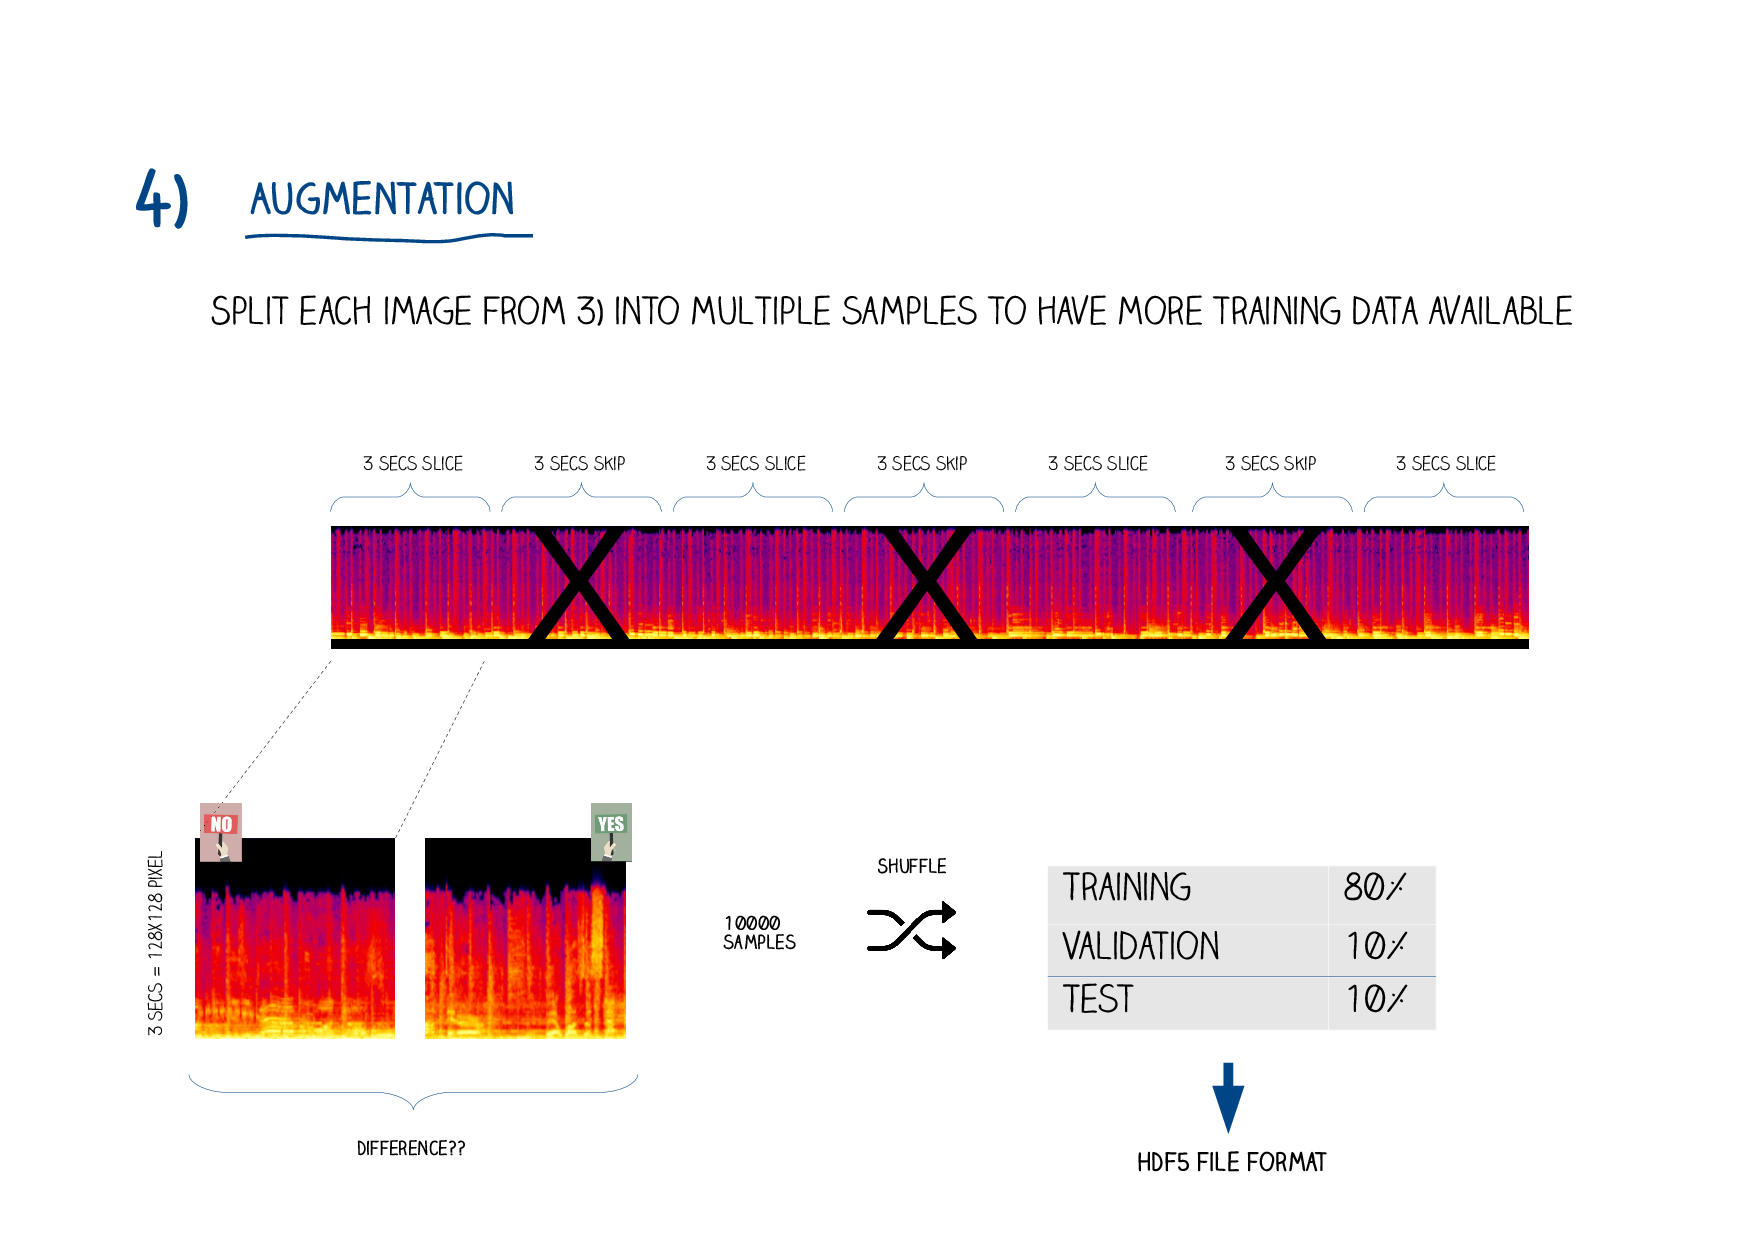 4) AUGMENTATION
SPLIT EACH IMAGE FROM 3) INTO MULTIPLE SAMPLES TO HAVE MORE TRAINING DATA AVAILABLE
3 SECS SLICE 3 SECS SKIP 3 SECS SLICE 3 SECS SKIP 3 SECS SLICE 3 SECS SKIP 3 SECS SLICE
NO YES
3 SECS = 128X128 PIXEL
10000
SAMPLES
SHUFFLE
TRAINING 80%
VALIDATION 10%
TEST 10%
DIFFERENCE??
HDF5 FILE FORMAT